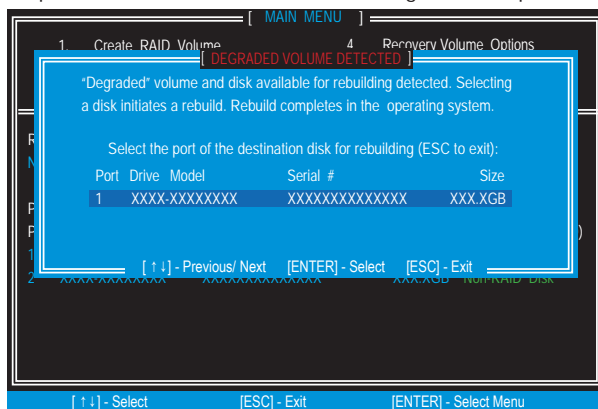 [ MAIN MENU ]
1. Create RAID Volume 4 Recovery Volume Options
[ DEGRADED VOLUME DETECTED ]
"Degraded" volume and disk available for rebuilding detected. Selecting
a disk initiates a rebuild. Rebuild completes in the operating system.
Select the port of the destination disk for rebuilding (ESC to exit):
Port Drive Model Serial # Size
1 XXXX-XXXXXXXX XXXXXXXXXXXXXX XXX.XGB
[↑↓] - Previous/ Next [ENTER] - Select [ESC] - Exit
2 XXXX-XXXXXXXX XXXXXXXXXXXXXX XXX.XGB Non-RAID Disk
[↑↓] - Select [ESC] - Exit [ENTER] - Select Menu